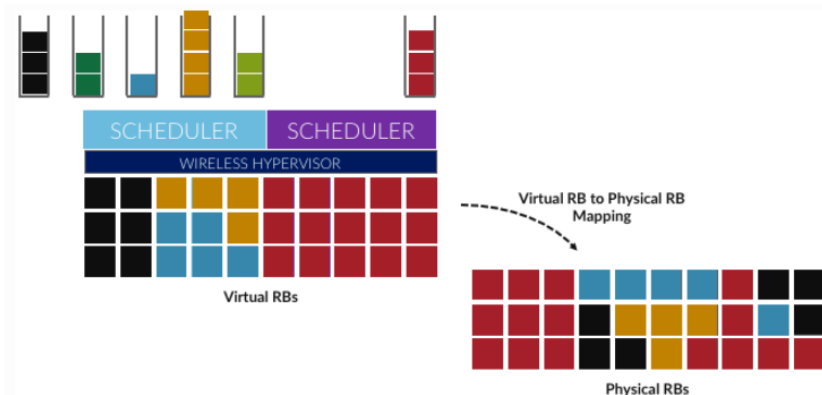 SCHEDULER SCHEDULER
WIRELESS HYPERVISOR
Virtual RB to Physical RB
Mapping
Virtual RBs
Physical RBs